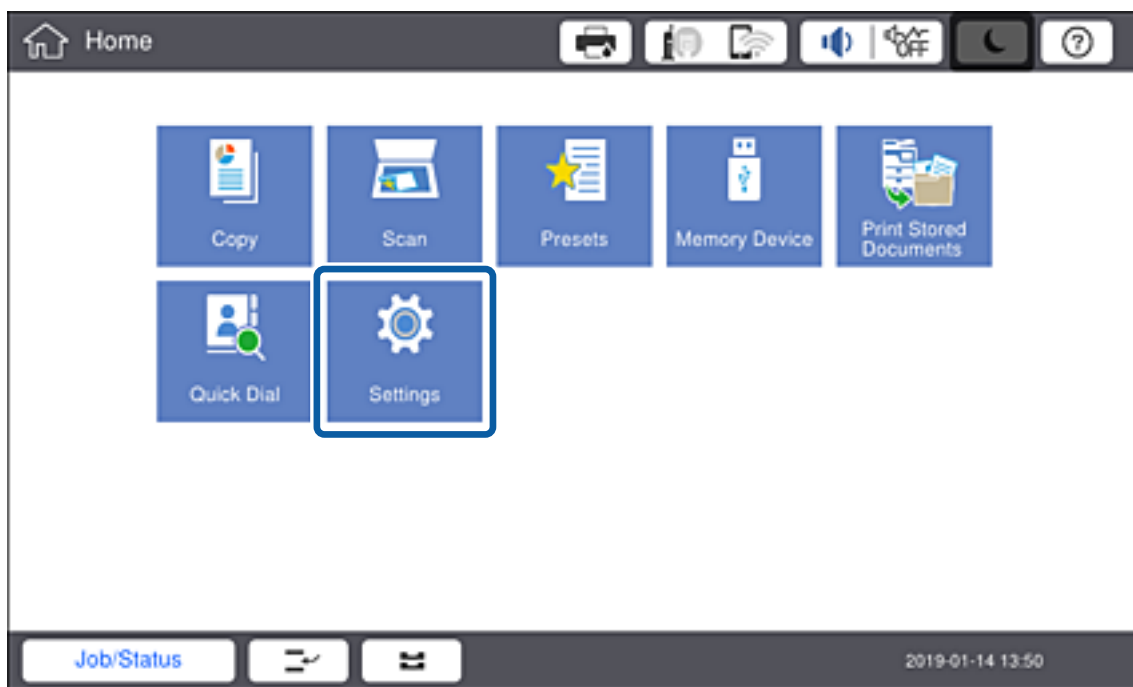 Home
OFF
?
Copy
Scan
Presets
Memory Device
Print Stored
Documents
Quick Dial
Settings
Job/Status
2019-01-14 13:50